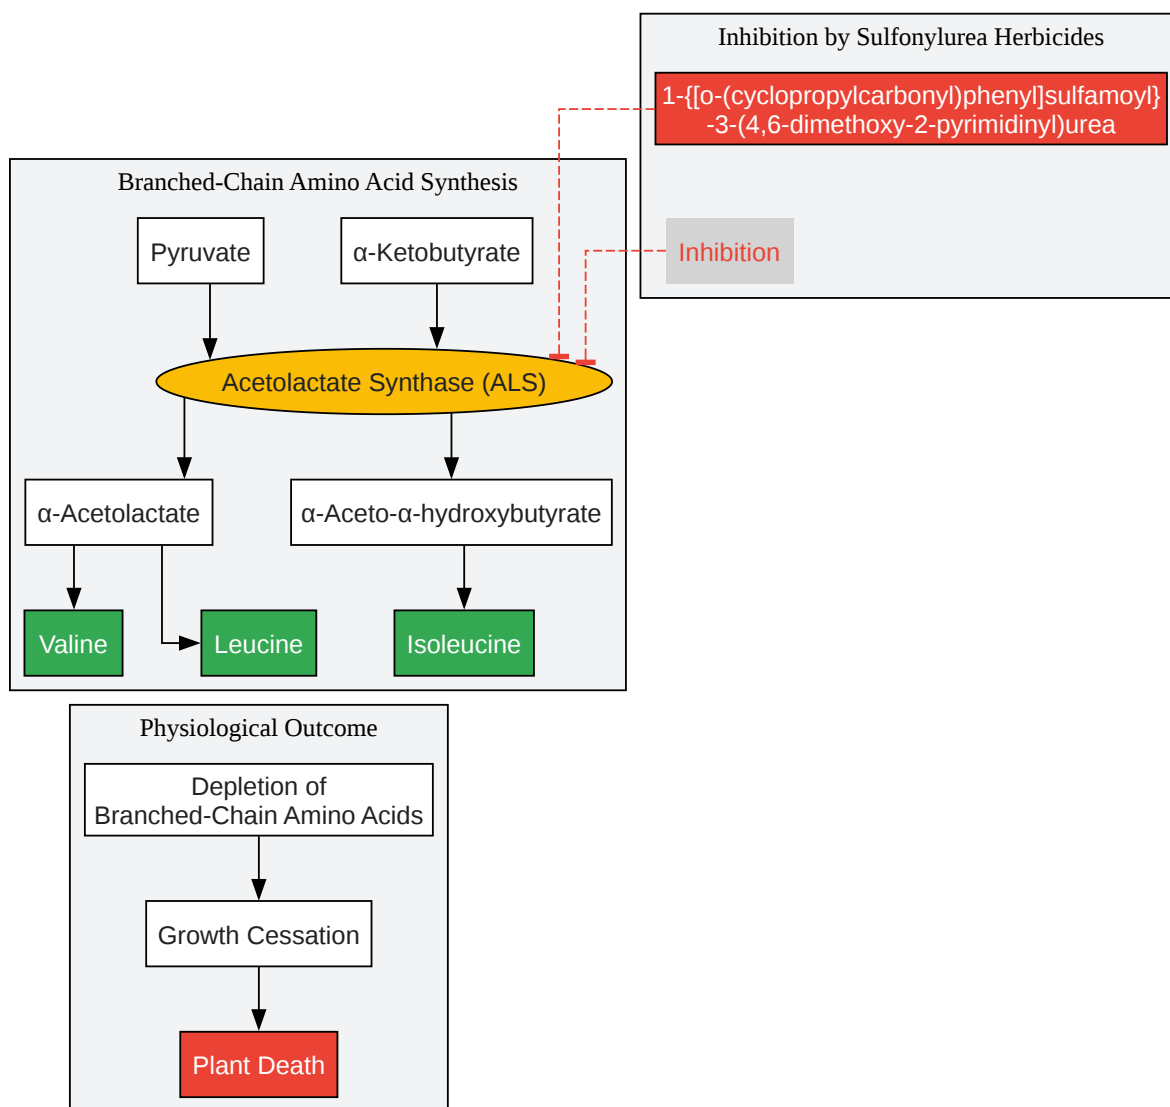 Inhibition by Sulfonylurea Herbicides
1-{[o-(cyclopropylcarbonyl)phenyl]sulfamoyl}
-3-(4,6-dimethoxy-2-pyrimidinyl)urea
Inhibition
Branched-Chain Amino Acid Synthesis
Pyruvate
α-Ketobutyrate
Acetolactate Synthase (ALS)
α-Acetolactate
α-Aceto-α-hydroxybutyrate
Valine
Leucine
Isoleucine
Physiological Outcome
Depletion of
Branched-Chain Amino Acids
Growth Cessation
Plant Death